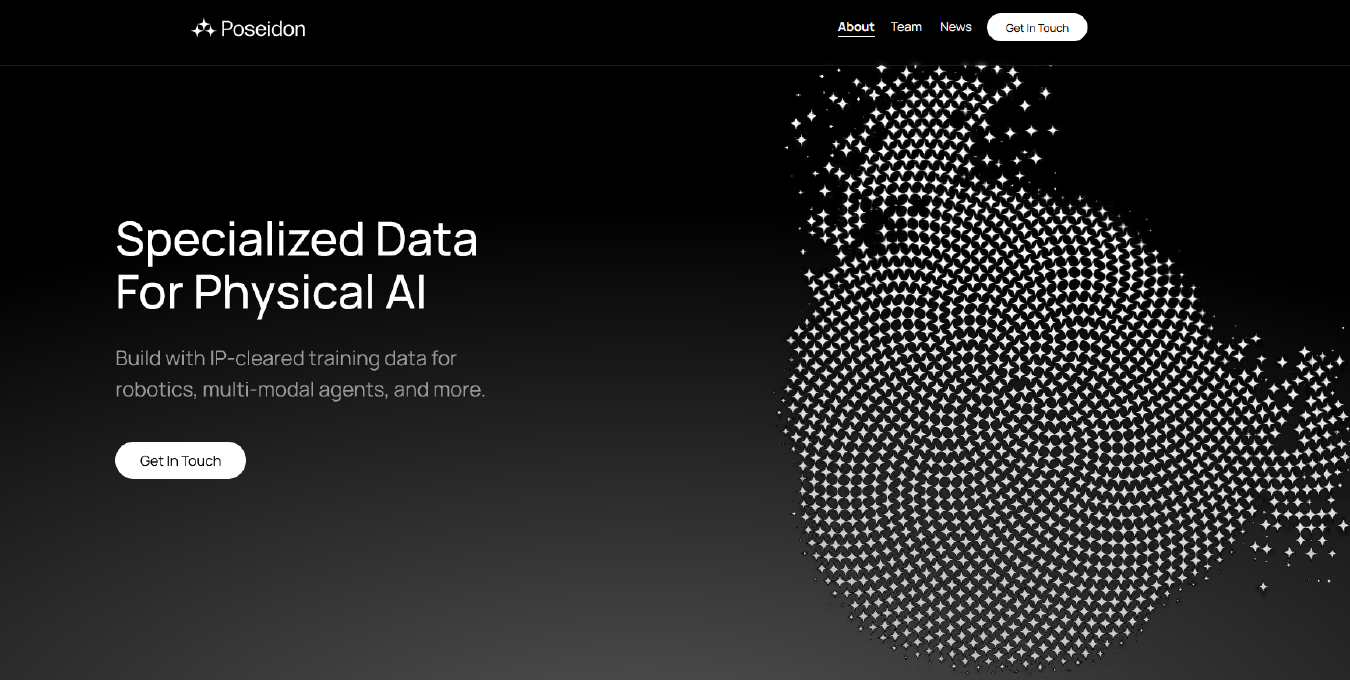 Poseidon
About
Team
News
Get In Touch
Specialized Data
For Physical AI
Build with IP-cleared training data for
robotics, multi-modal agents, and more.
Get In Touch